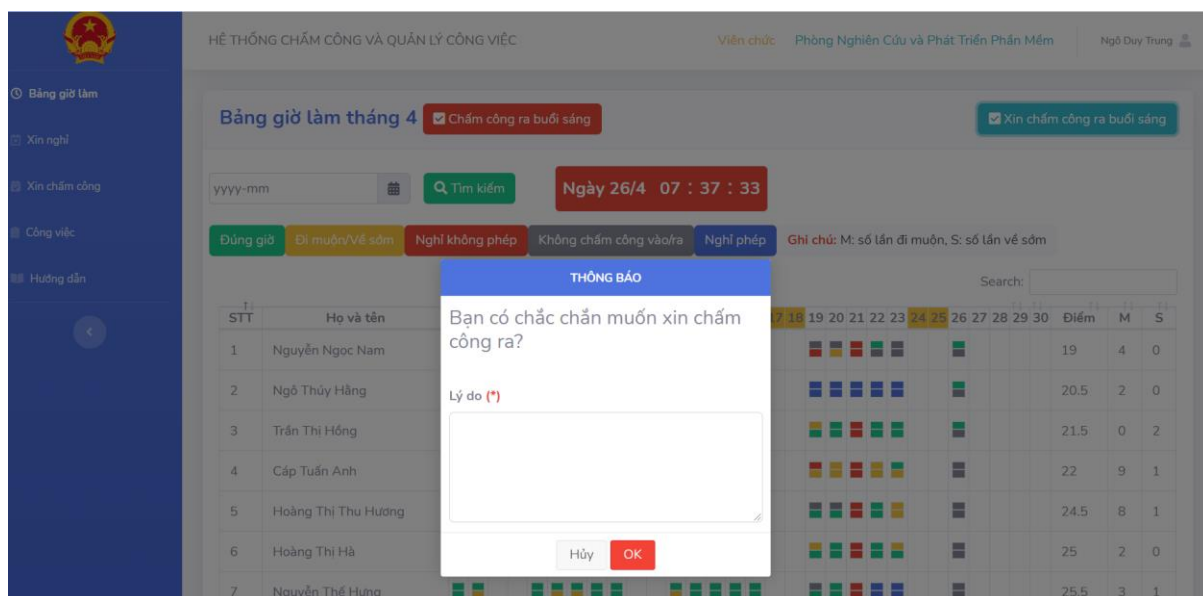 HỆ THỐNG CHẤM CÔNG VÀ QUẢN LÝ CÔNG VIỆC
Viên chức Phòng Nghiên Cứu và Phát Triển Phần Mềm Ngô Duy Trung
Bảng giờ làm
Xin nghỉ
Xin chấm công
Công việc
Hướng dẫn
Bảng giờ làm tháng 4 Chấm công ra buổi sáng Xin chấm công ra buổi sáng
yyyy-mm Tìm kiếm Ngày 26/4 07 : 37 : 33
Đúng giờ Đi muộn/Về sớm Nghỉ không phép Không chấm công vào/ra Nghỉ phép Ghi chú: M: số lần đi muộn, S: số lần về sớm
Search:
STT Họ và tên 17 18 19 20 21 22 23 24 25 26 27 28 29 30 Điểm M S
1 Nguyễn Ngọc Nam 19 4 0
2 Ngô Thúy Hằng 20.5 2 0
3 Trần Thị Hồng 21.5 0 2
4 Cáp Tuấn Anh 22 9 1
5 Hoàng Thị Thu Hương 24.5 8 1
6 Hoàng Thị Hà 25 2 0
7 Nguyễn Thế Hưng 25.5 3 1
THÔNG BÁO
Bạn có chắc chắn muốn xin chấm
công ra?
Lý do (*)
Hủy OK